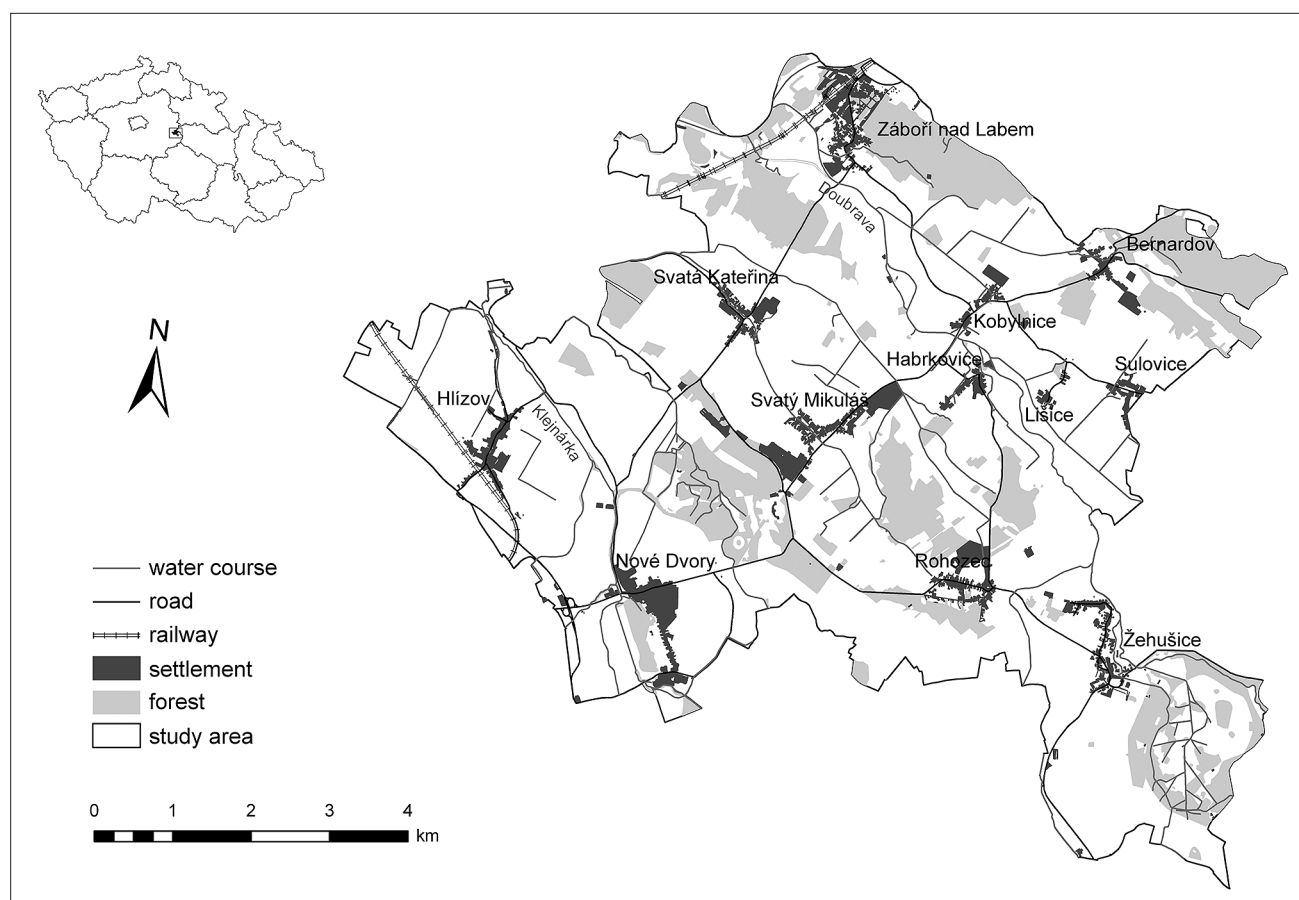 Záboří nad Labem
Doubrava
Bernardov
Svatá Kateřina
Kobylnice
N
Habrkovice
Sulovice
Hlízov
Svatý Mikuláš
Lišice
Klejnárka
Nové Dvory
Rohozec
water course
road
railway
Žehušice
settlement
forest
study area
0 1 2 3 4
km